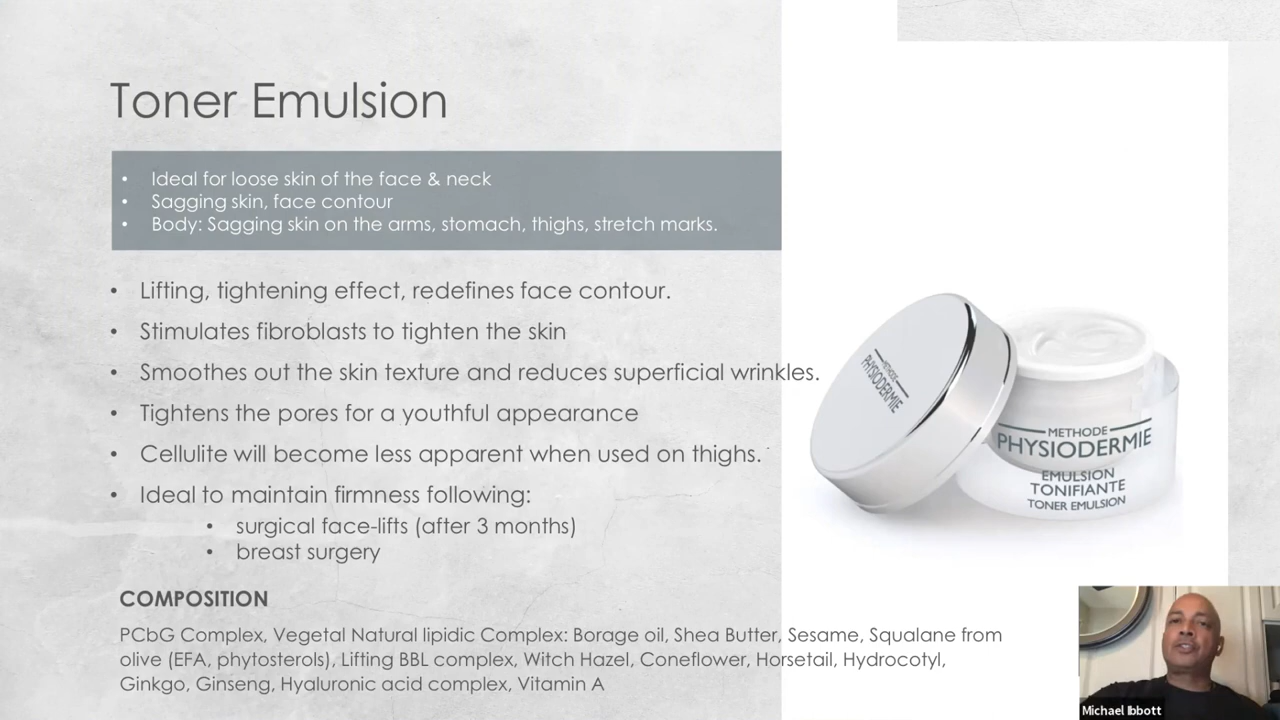 Toner Emulsion
• Ideal for loose skin of the face & neck
• Sagging skin, face contour
• Body: Sagging skin on the arms, stomach, thighs, stretch marks.
• Lifting, tightening effect, redefines face contour.
• Stimulates fibroblasts to tighten the skin
• Smoothes out the skin texture and reduces superficial wrinkles.
• Tightens the pores for a youthful appearance
• Cellulite will become less apparent when used on thighs.
• Ideal to maintain firmness following:
• surgical face-lifts (after 3 months)
• breast surgery
COMPOSITION
PCbG Complex, Vegetal Natural lipidic Complex: Borage oil, Shea Butter, Sesame, Squalane from
olive (EFA, phytosterols), Lifting BBL complex, Witch Hazel, Coneflower, Horsetail, Hydrocotyl,
Ginkgo, Ginseng, Hyaluronic acid complex, Vitamin A
METHODE
PHYSIODERMIE
METHODE
PHYSIODERMIE
EMULSION
TONIFIANTE
TONER EMULSION
Michael Ibbott